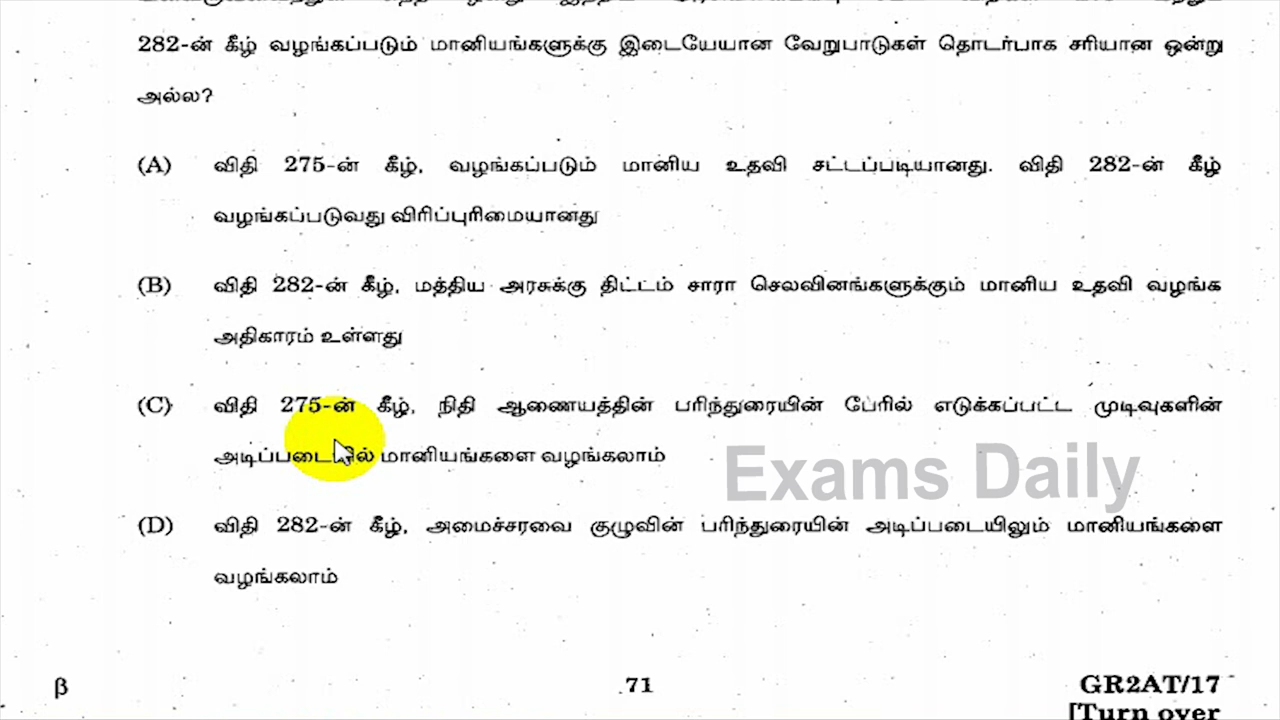 282-ன் கீழ் வழங்கப்படும் மானியங்களுக்கு இடையேயான வேறுபாடுகள் தொடர்பாக சரியான ஒன்று
அல்ல?
(A) விதி 275-ன் கீழ், வழங்கப்படும் மானிய உதவி சட்டப்படியானது. விதி 282-ன் கீழ்
வழங்கப்படுவது விரிப்புரிமையானது
(B) விதி 282-ன் கீழ், மத்திய அரசுக்கு திட்டம் சாரா செலவினங்களுக்கும் மானிய உதவி வழங்க
அதிகாரம் உள்ளது
(C) விதி 275-ன் கீழ், நிதி ஆணையத்தின் பரிந்துரையின் பேரில் எடுக்கப்பட்ட முடிவுகளின்
அடிப்படையில் மானியங்களை வழங்கலாம்
Exams Daily
(D) விதி 282-ன் கீழ், அமைச்சரவை குழுவின் பரிந்துரையின் அடிப்படையிலும் மானியங்களை
வழங்கலாம்
β 71 GR2AT/17
[Turn over